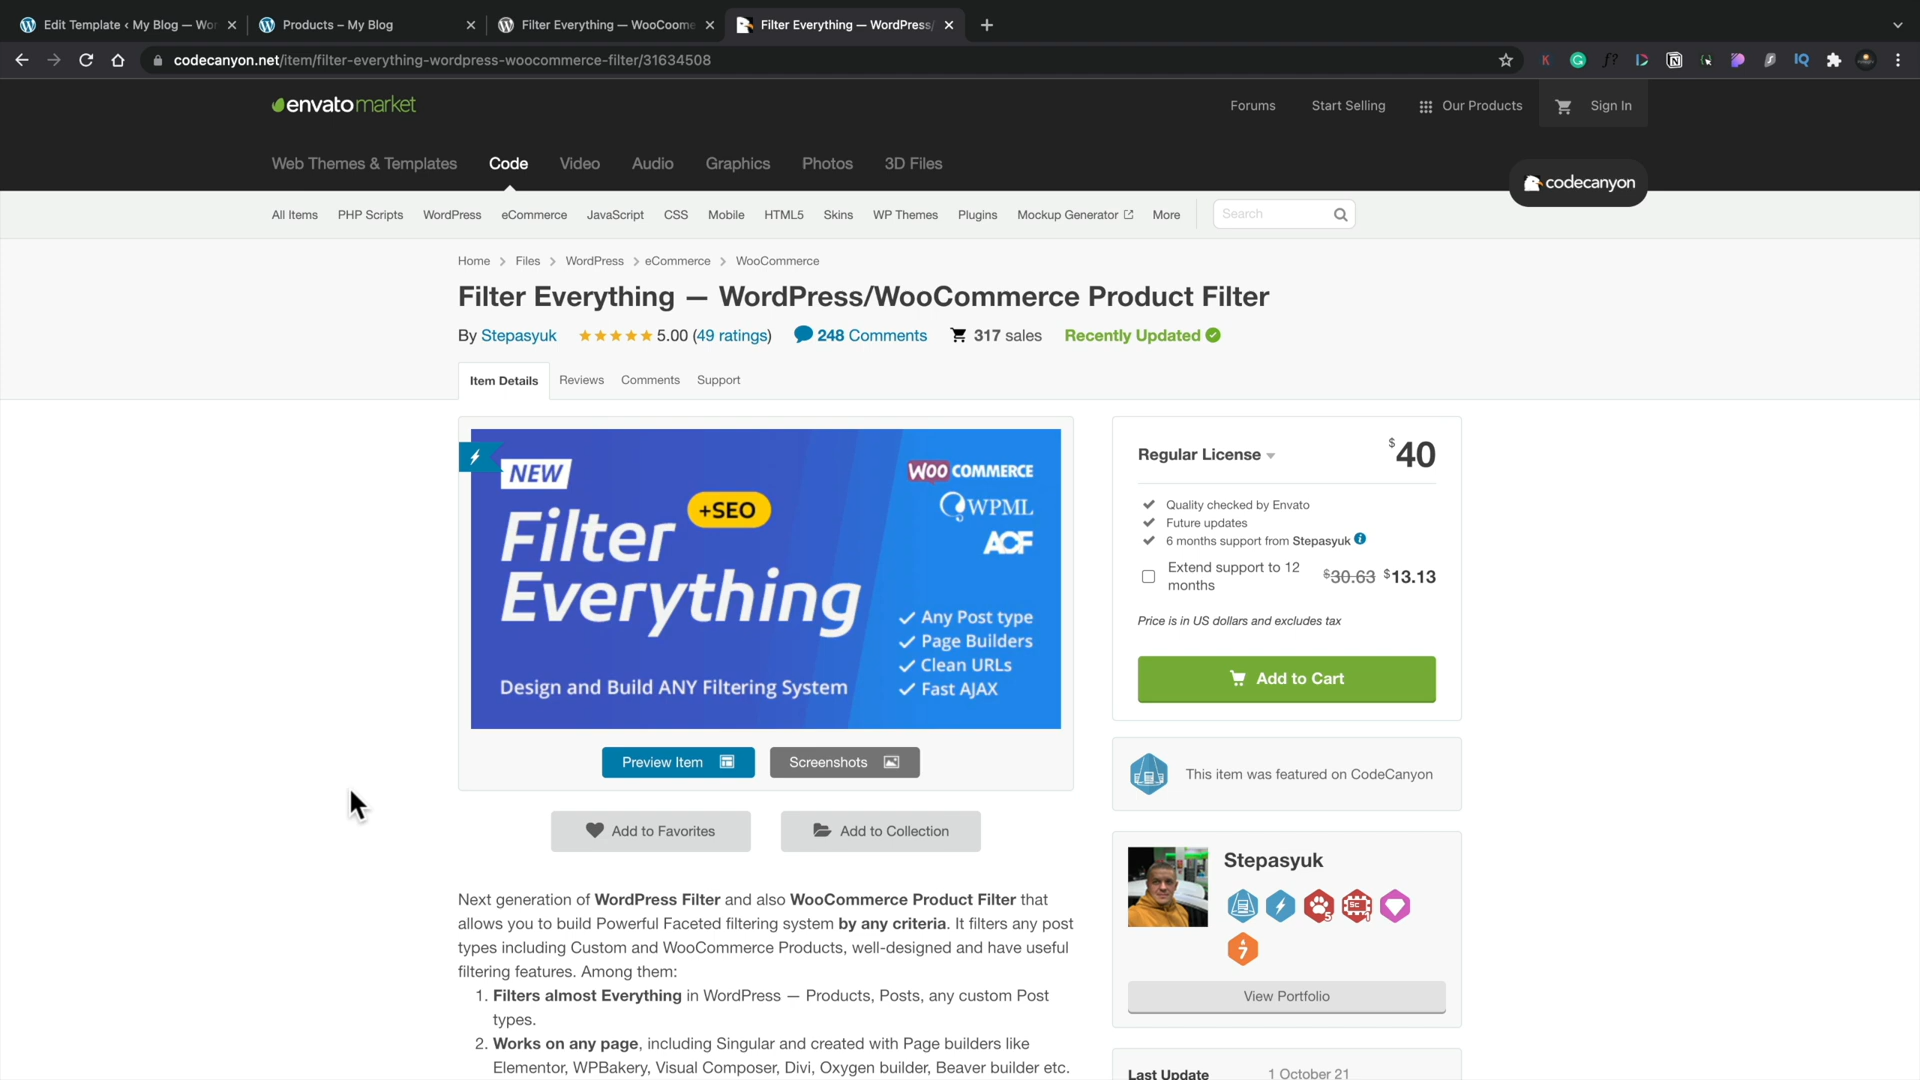 Edit Template ‹ My Blog — Wor
Products – My Blog
Filter Everything — WooCoome
Filter Everything — WordPress/
codecanyon.net/item/filter-everything-wordpress-woocommerce-filter/31634508
envatomarket
Forums
Start Selling
Our Products
Sign In
Web Themes & Templates
Code
Video
Audio
Graphics
Photos
3D Files
codecanyon
All Items
PHP Scripts
WordPress
eCommerce
JavaScript
CSS
Mobile
HTML5
Skins
WP Themes
Plugins
Mockup Generator
More
Search
Home > Files > WordPress > eCommerce > WooCommerce
Filter Everything — WordPress/WooCommerce Product Filter
By Stepasyuk
5.00 (49 ratings)
248 Comments
317 sales
Recently Updated
Item Details
Reviews
Comments
Support
NEW
+SEO
Filter
Everything
Design and Build ANY Filtering System
WOO COMMERCE
WPML
ACF
Any Post type
Page Builders
Clean URLs
Fast AJAX
Preview Item
Screenshots
Add to Favorites
Add to Collection
Next generation of WordPress Filter and also WooCommerce Product Filter that
allows you to build Powerful Faceted filtering system by any criteria. It filters any post
types including Custom and WooCommerce Products, well-designed and have useful
filtering features. Among them:
1. Filters almost Everything in WordPress — Products, Posts, any custom Post
types.
2. Works on any page, including Singular and created with Page builders like
Elementor, WPBakery, Visual Composer, Divi, Oxygen builder, Beaver builder etc.
Regular License
$40
Quality checked by Envato
Future updates
6 months support from Stepasyuk
Extend support to 12
months
$30.63 $13.13
Price is in US dollars and excludes tax
Add to Cart
This item was featured on CodeCanyon
Stepasyuk
View Portfolio
Last Update
1 October 21